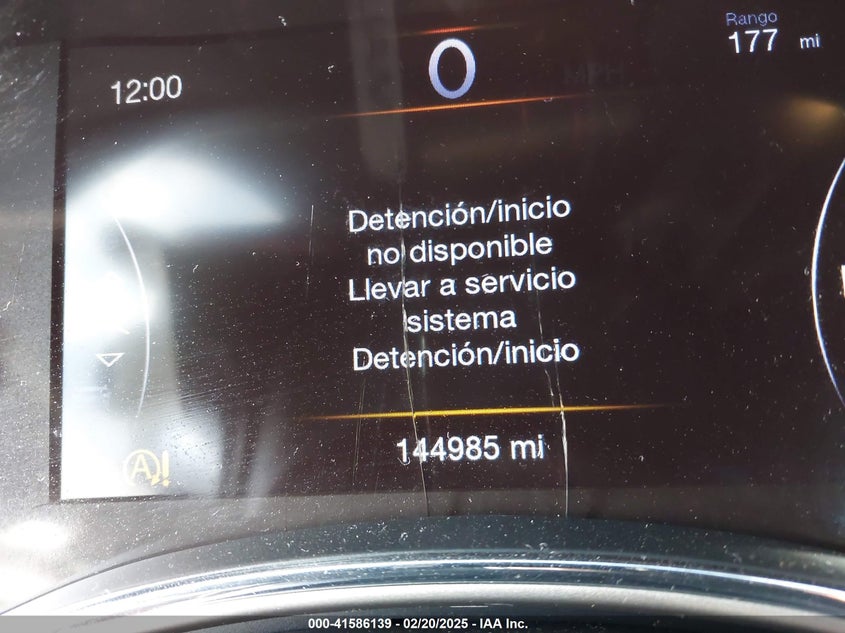 Rango
177 mi
12:00
0
MPH
Detención/inicio
no disponible
Llevar a servicio
sistema
Detención/inicio
144985 mi
A!
000-41586139 - 02/20/2025 - IAA Inc.